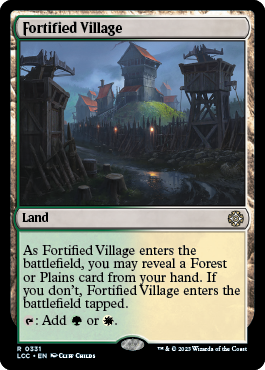 Fortified Village
Land
As Fortified Village enters the
battlefield, you may reveal a Forest
or Plains card from your hand. If
you don't, Fortified Village enters the
battlefield tapped.
: Add or .
R 0331
LCC • EN Cliff Childs
™ & © 2023 Wizards of the Coast